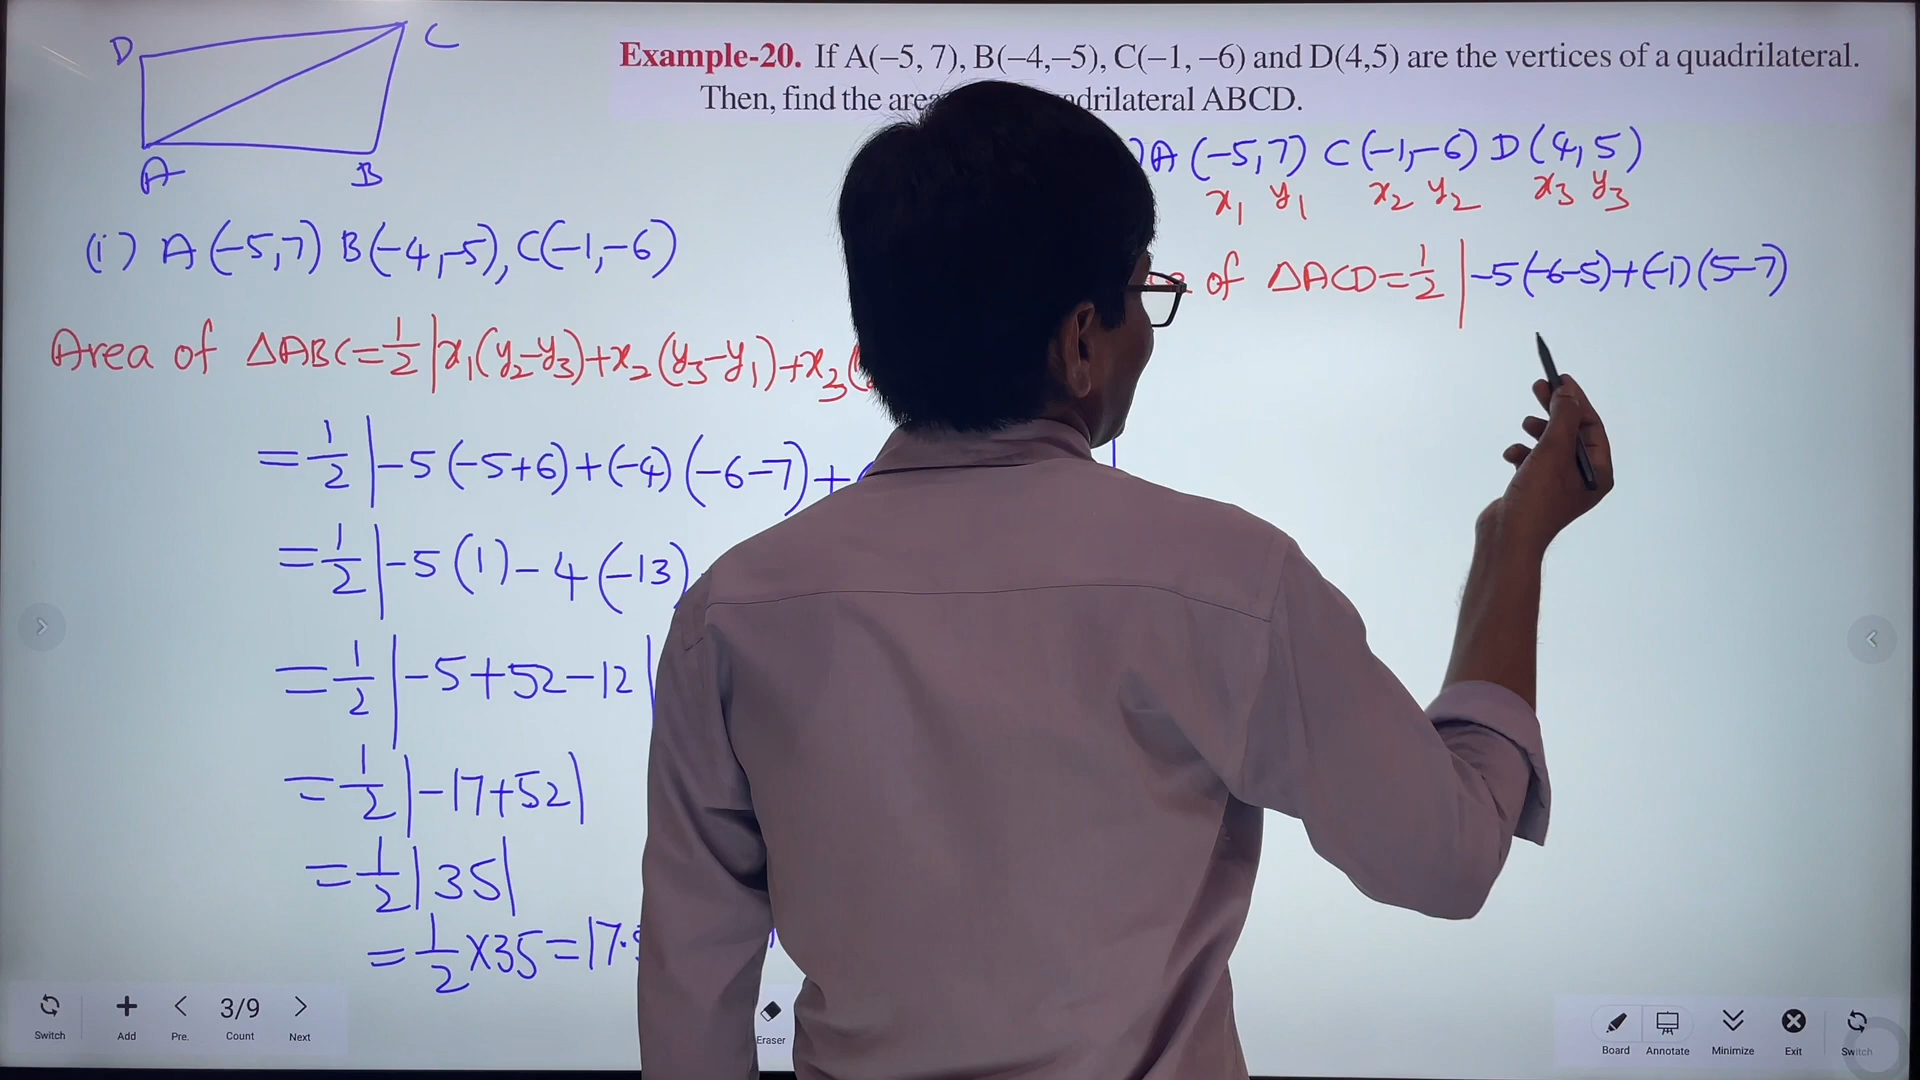 D
C
A
B
Example-20. If A(–5, 7), B(–4,–5), C(–1, –6) and D(4,5) are the vertices of a quadrilateral.
Then, find the ABCD.
(i) A(-5,7) B(-4,-5), C(-1,-6)
Area of ΔABC=1/2|x₁(y₂-y₃)+x₂(y₃-y₁)+x₃(
=1/2|-5(-5+6)+(-4)(-6-7)+
=1/2|-5(1)-4(-13)
=1/2|-5+52-12|
=1/2|-17+52|
=1/2|35|
=1/2×35=17.
)A(-5,7) C(-1,-6) D(4,5)
x₁ y₁ x₂ y₂ x₃ y₃
of ΔACD=1/2|-5(-6-5)+(-1)(5-7)
Switch
Add
Pre.
3/9
Count
Next
Eraser
Board
Annotate
Minimize
Exit
Switch